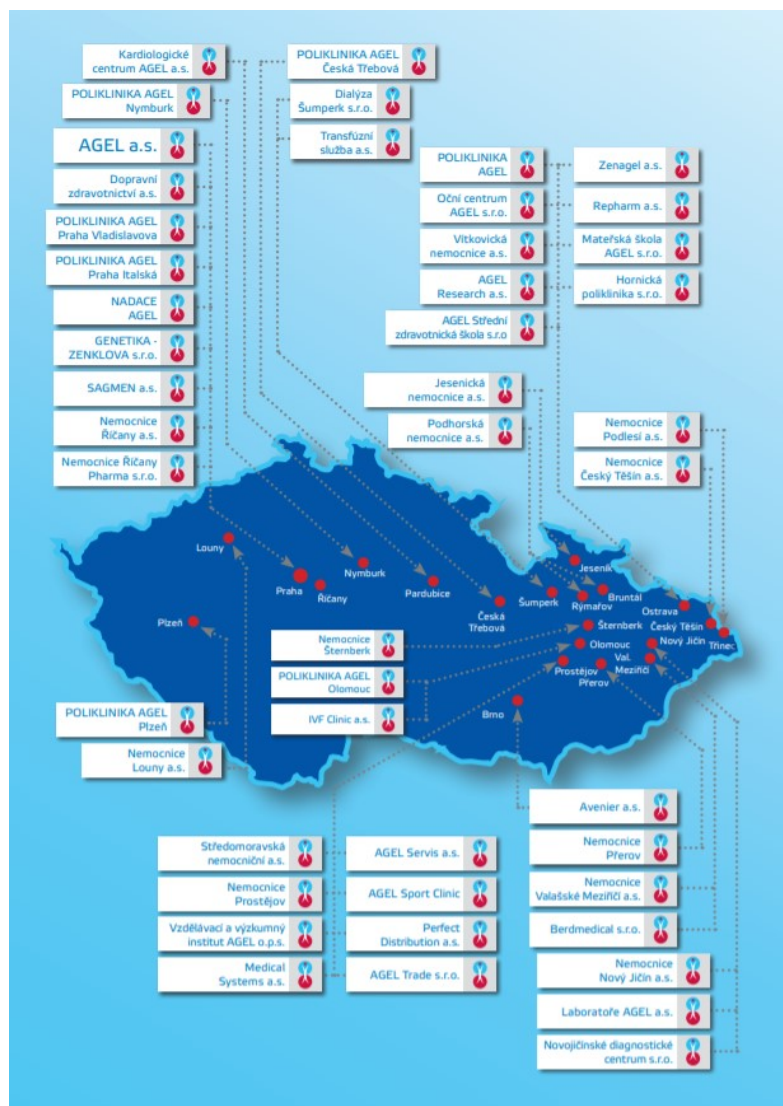 Kardiologické
centrum AGEL a.s.
POLIKLINIKA AGEL
Nymburk
AGEL a.s.
Dopravní
zdravotnictví a.s.
POLIKLINIKA AGEL
Praha Vladislavova
POLIKLINIKA AGEL
Praha Italská
NADACE
AGEL
GENETIKA -
ZENKLOVA s.r.o.
SAGMEN a.s.
Nemocnice
Říčany a.s.
Nemocnice Říčany
Pharma s.r.o.
POLIKLINIKA AGEL
Česká Třebová
Dialýza
Šumperk s.r.o.
Transfúzní
služba a.s.
POLIKLINIKA
AGEL
Oční centrum
AGEL s.r.o.
Vítkovická
nemocnice a.s.
AGEL
Research a.s.
AGEL Střední
zdravotnická škola s.r.o
Zenagel a.s.
Repharm a.s.
Mateřská škola
AGEL s.r.o.
Hornická
poliklinika s.r.o.
Jesenická
nemocnice a.s.
Podhorská
nemocnice a.s.
Nemocnice
Podlesí a.s.
Nemocnice
Český Těšín a.s.
Louny
Praha
Říčany
Nymburk
Pardubice
Česká
Třebová
Šumperk
Jeseník
Rýmařov
Bruntál
Ostrava
Šternberk
Český Těšín
Nový Jičín
Třinec
Olomouc
Val.
Meziříčí
Prostějov
Přerov
Plzeň
Brno
Nemocnice
Šternberk
POLIKLINIKA AGEL
Olomouc
IVF Clinic a.s.
POLIKLINIKA AGEL
Plzeň
Nemocnice
Louny a.s.
Středomoravská
nemocniční a.s.
Nemocnice
Prostějov
Vzdělávací a výzkumný
institut AGEL o.p.s.
Medical
Systems a.s.
AGEL Servis a.s.
AGEL Sport Clinic
Perfect
Distribution a.s.
AGEL Trade s.r.o.
Avenier a.s.
Nemocnice
Přerov
Nemocnice
Valašské Meziříčí a.s.
Berdmedical s.r.o.
Nemocnice
Nový Jičín a.s.
Laboratoře AGEL a.s.
Novojičínské diagnostické
centrum s.r.o.